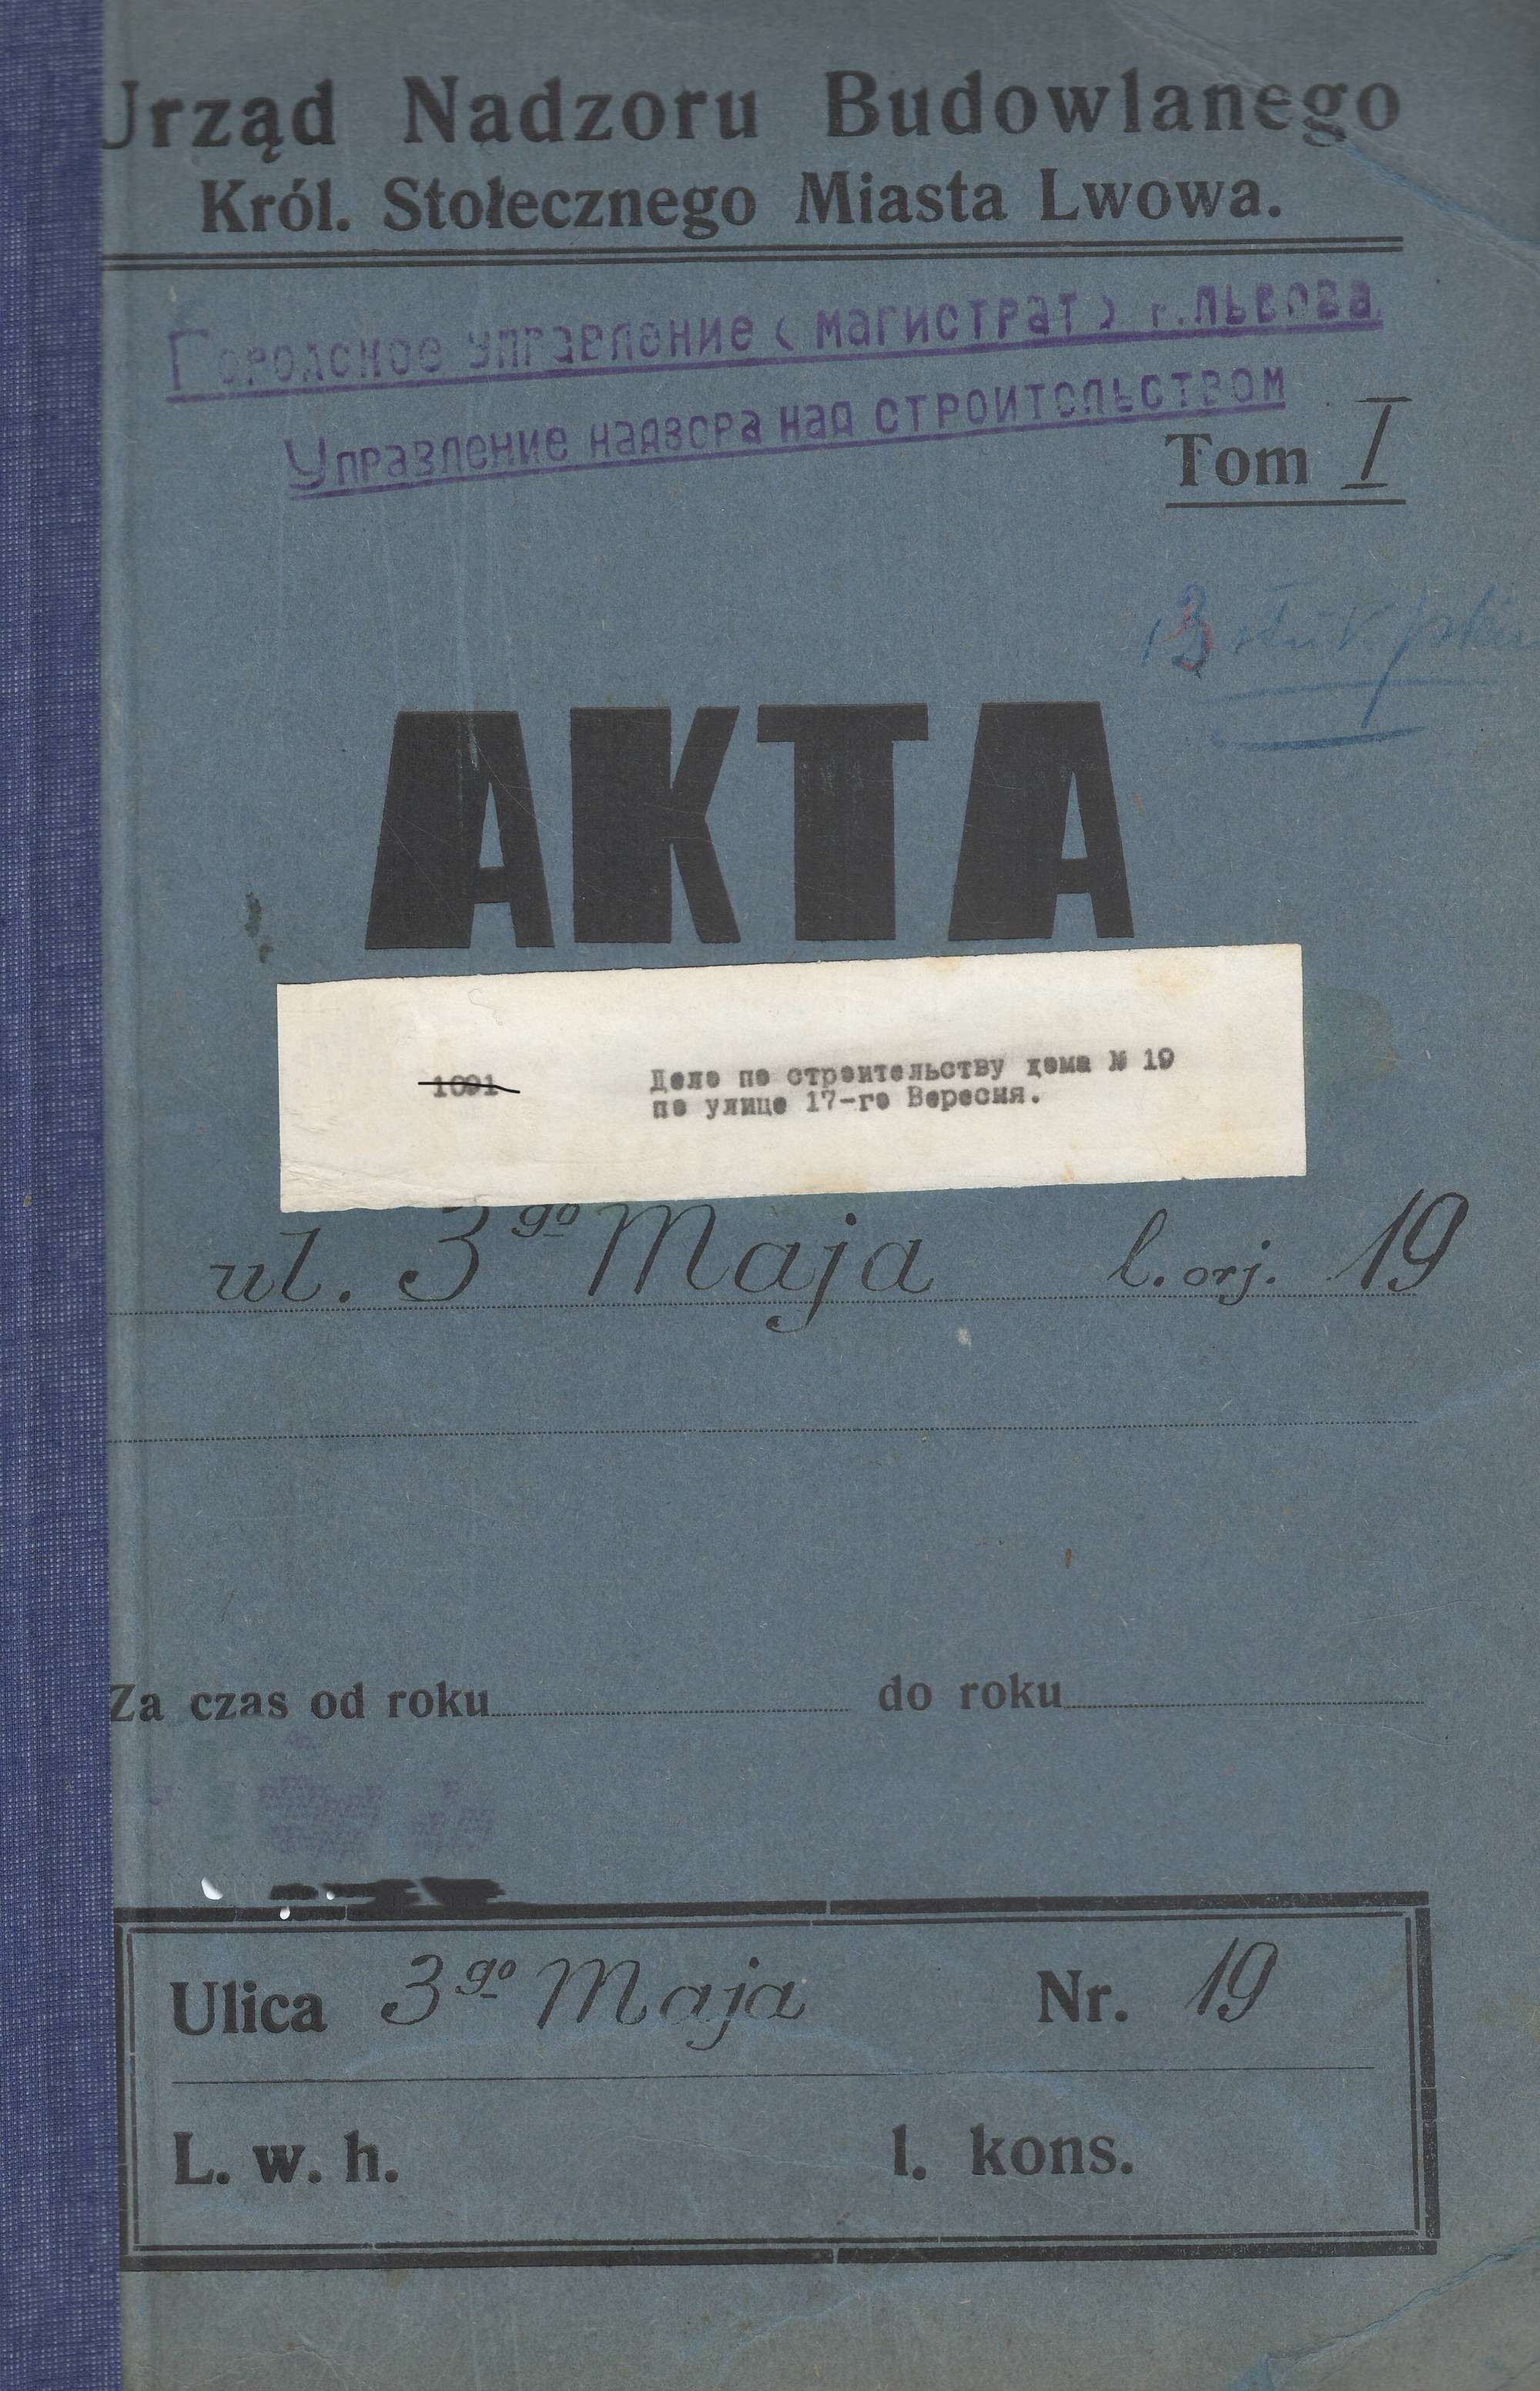 Urząd Nadzoru Budowlanego
Król. Stołecznego Miasta Lwowa.
Городское управление (магистрат) г. Львова
Управление надзора над строительством
Tom I
13
AKTA
1091 Дело по строительству дома № 19
по улице 17-го Вересня.
ul. 3go Maja l. orj. 19
Za czas od roku do roku
Ulica 3go Maja Nr. 19
L. w. h. l. kons.